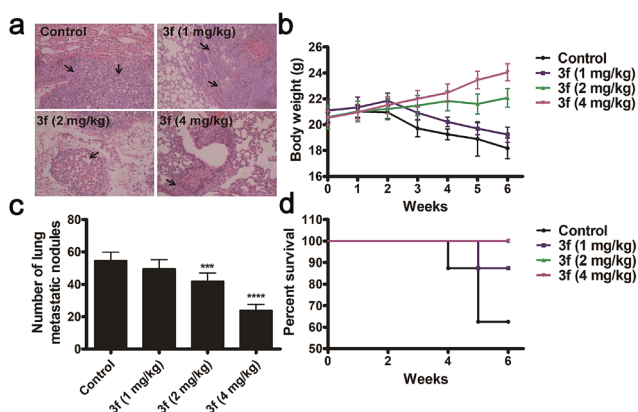 a
Control
3f (1 mg/kg)
3f (2 mg/kg)
3f (4 mg/kg)
b
Body weight (g)
26
24
22
20
18
16
0
1
2
3
4
5
6
Weeks
Control
3f (1 mg/kg)
3f (2 mg/kg)
3f (4 mg/kg)
c
Number of lung
metastatic nodules
80
60
40
20
0
***
****
Control
3f (1 mg/kg)
3f (2 mg/kg)
3f (4 mg/kg)
d
Percent survival
100
90
80
70
60
50
0
2
4
6
Weeks
Control
3f (1 mg/kg)
3f (2 mg/kg)
3f (4 mg/kg)